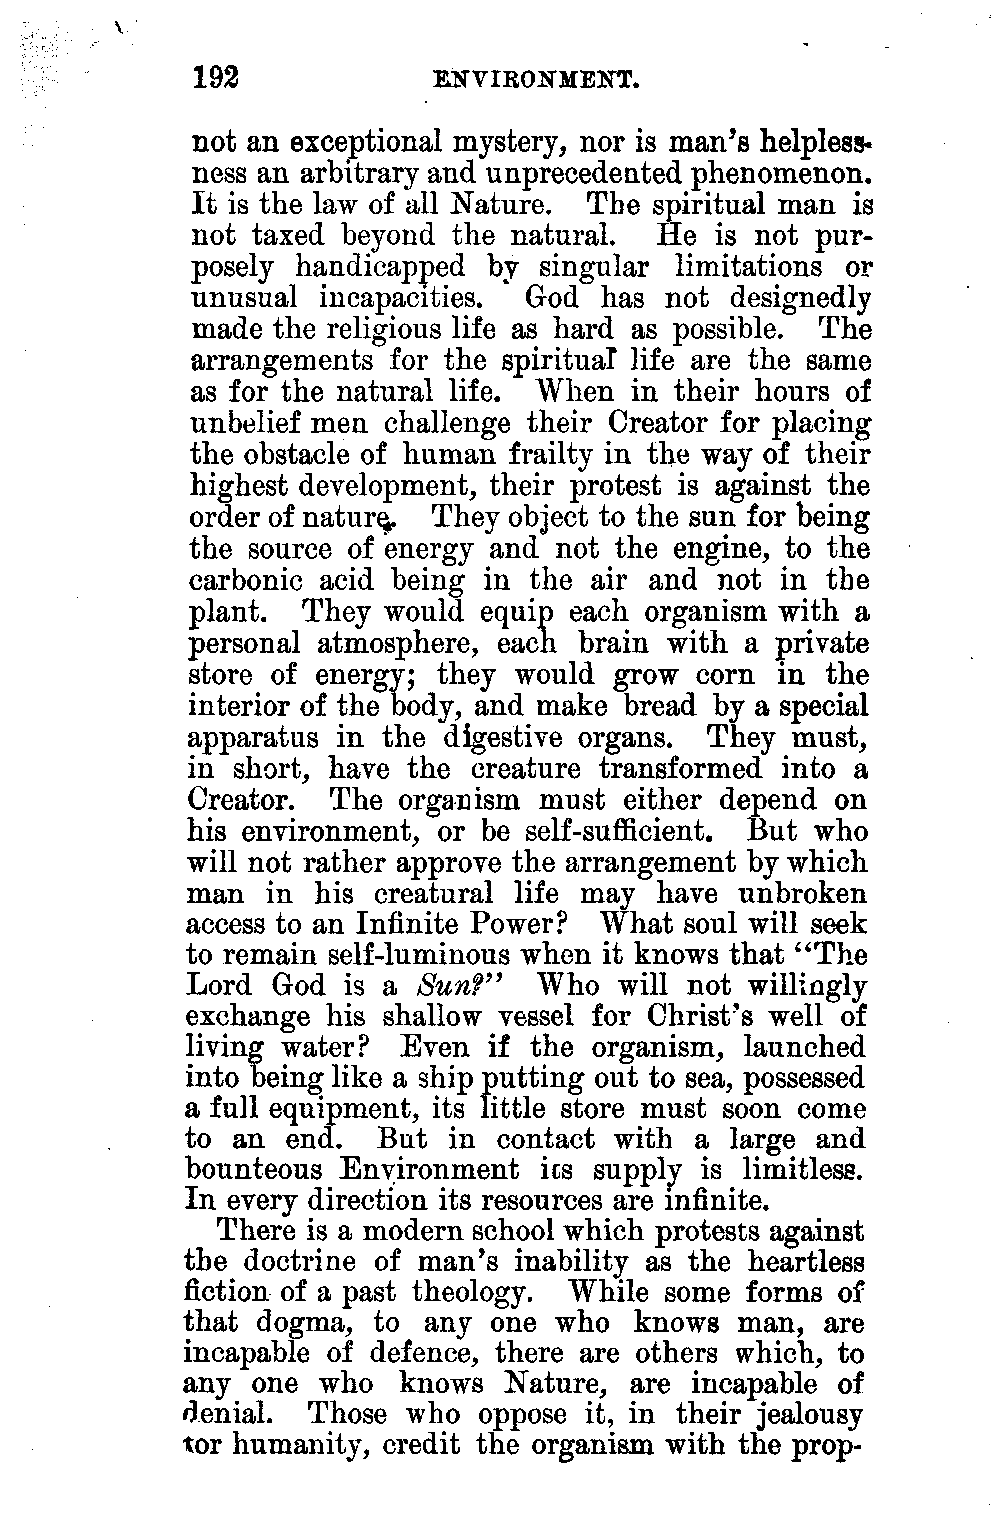 192 ENVIRONMENT.
not an exceptional mystery, nor is man's helpless-
ness an arbitrary and unprecedented phenomenon.
It is the law of all Nature. The spiritual man is
not taxed beyond the natural. He is not pur-
posely handicapped by singular limitations or
unusual incapacities. God has not designedly
made the religious life as hard as possible. The
arrangements for the spiritual life are the same
as for the natural life. When in their hours of
unbelief men challenge their Creator for placing
the obstacle of human frailty in the way of their
highest development, their protest is against the
order of nature. They object to the sun for being
the source of energy and not the engine, to the
carbonic acid being in the air and not in the
plant. They would equip each organism with a
personal atmosphere, each brain with a private
store of energy; they would grow corn in the
interior of the body, and make bread by a special
apparatus in the digestive organs. They must,
in short, have the creature transformed into a
Creator. The organism must either depend on
his environment, or be self-sufficient. But who
will not rather approve the arrangement by which
man in his creatural life may have unbroken
access to an Infinite Power? What soul will seek
to remain self-luminous when it knows that "The
Lord God is a Sun?" Who will not willingly
exchange his shallow vessel for Christ's well of
living water? Even if the organism, launched
into being like a ship putting out to sea, possessed
a full equipment, its little store must soon come
to an end. But in contact with a large and
bounteous Environment its supply is limitless.
In every direction its resources are infinite.
There is a modern school which protests against
the doctrine of man's inability as the heartless
fiction of a past theology. While some forms of
that dogma, to any one who knows man, are
incapable of defence, there are others which, to
any one who knows Nature, are incapable of
denial. Those who oppose it, in their jealousy
for humanity, credit the organism with the prop-